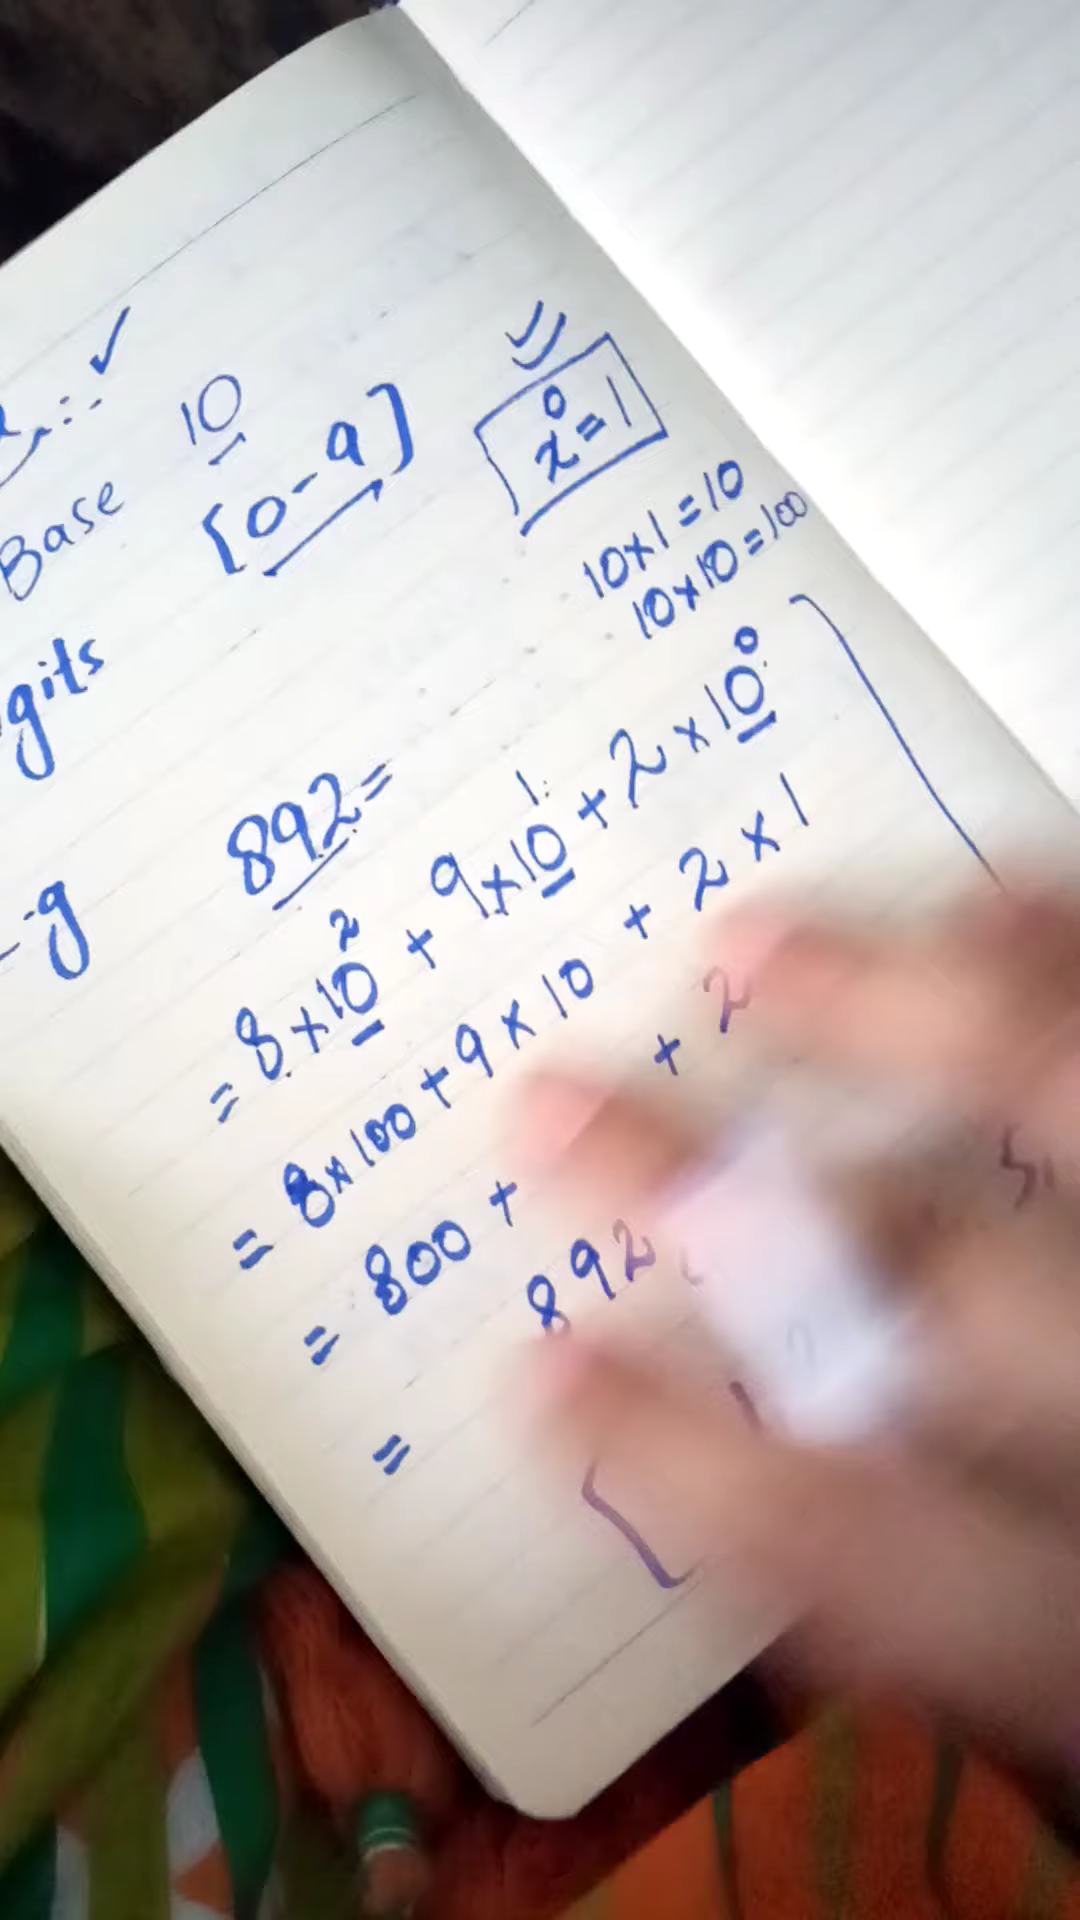 Base 10
[0-9]
x⁰=1
10×1=10
10×10=100
gits
-g 892=
= 8×10² + 9×10¹ + 2×10⁰
= 8×100 + 9×10 + 2×1
= 800 + + 2
= 892